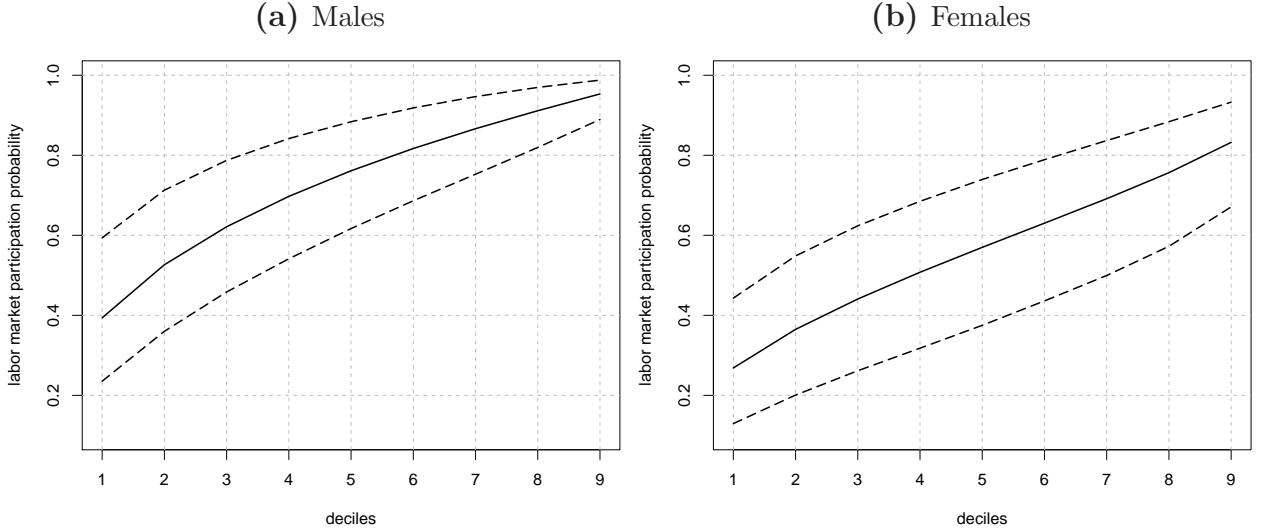 (a) Males
labor market participation probability
1.0
0.8
0.6
0.4
0.2
1 2 3 4 5 6 7 8 9
deciles
(b) Females
labor market participation probability
1.0
0.8
0.6
0.4
0.2
1 2 3 4 5 6 7 8 9
deciles